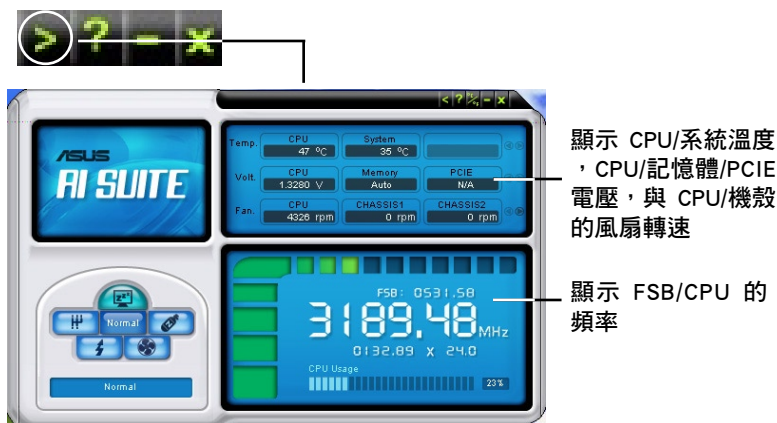 > ? - x
< ? °C/°F - x
ASUS
AI SUITE
Temp. CPU System
47 °C 35 °C
Volt. CPU Memory PCIE
1.3280 V Auto N/A
Fan. CPU CHASSIS1 CHASSIS2
4326 rpm 0 rpm 0 rpm
顯示 CPU/系統溫度
，CPU/記憶體/PCIE
電壓，與 CPU/機殼
的風扇轉速
Normal
Normal
FSB: 0531.58
3189.48 MHz
0132.89 x 24.0
CPU Usage
23%
顯示 FSB/CPU 的
頻率